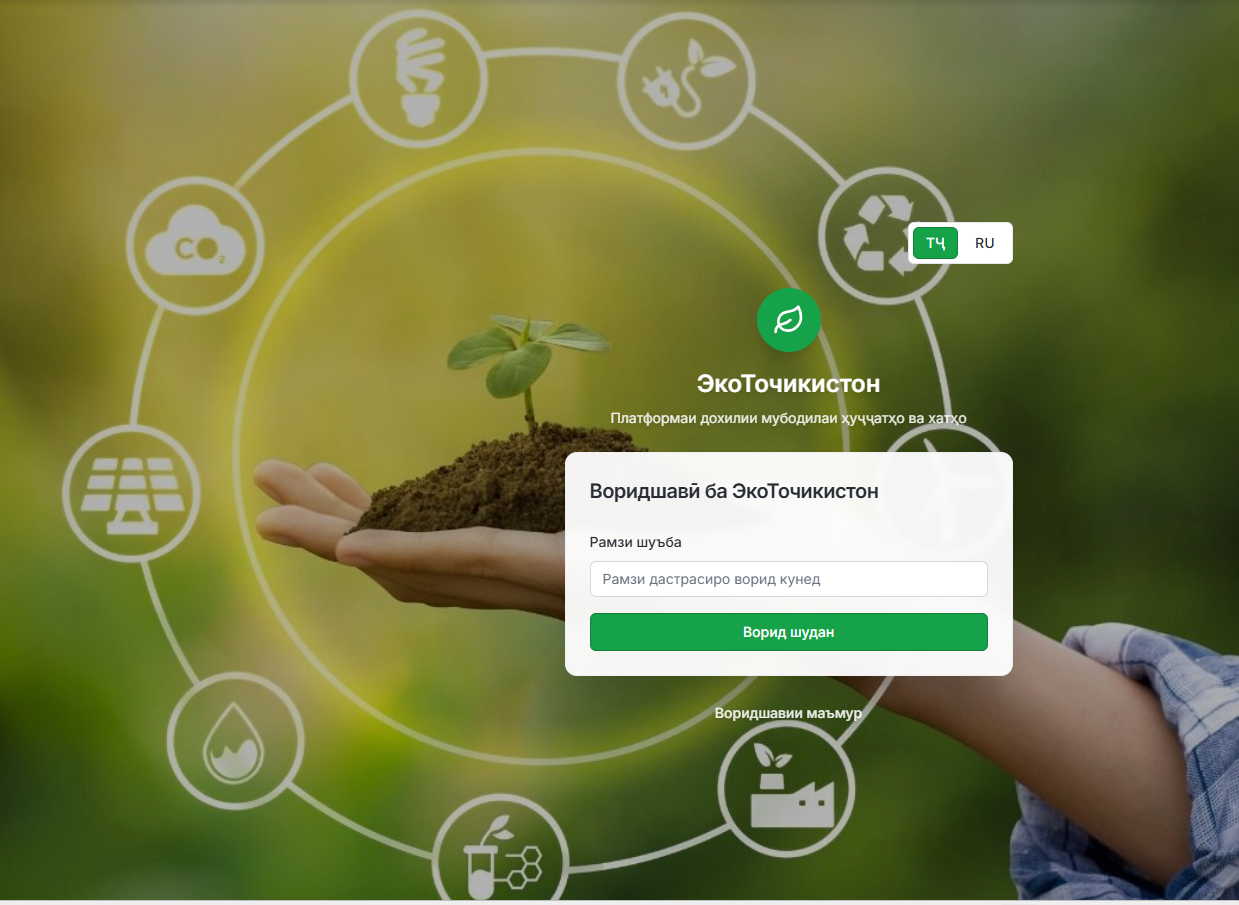 CO₂
ТҶ RU
ЭкоТочикистон
Платформаи дохилии мубодилаи ҳуҷҷатҳо ва хатҳо
Воридшавӣ ба ЭкоТочикистон
Рамзи шуъба
Рамзи дастрасиро ворид кунед
Ворид шудан
Воридшавии маъмур